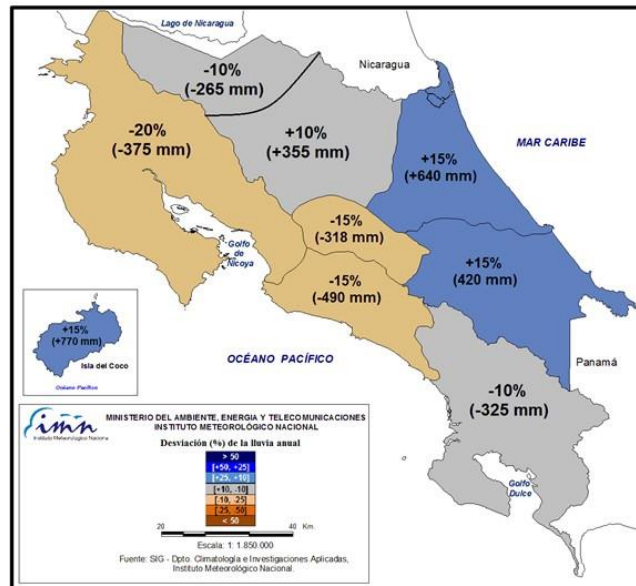 Lago de Nicaragua
Nicaragua
-10%
(-265 mm)
-20%
(-375 mm)
+10%
(+355 mm)
MAR CARIBE
+15%
(+640 mm)
-15%
(-318 mm)
Golfo
de
Nicoya
-15%
(-490 mm)
+15%
(420 mm)
+15%
(+770 mm)
Isla del Coco
Océano Pacífico
OCÉANO PACÍFICO
Panamá
-10%
(-325 mm)
Golfo
Dulce
imn
Instituto Meteorológico Nacional
MINISTERIO DEL AMBIENTE, ENERGIA Y TELECOMUNICACIONES
INSTITUTO METEOROLÓGICO NACIONAL
Desviación (%) de la lluvia anual
> 50
[+50, +25]
[+25, +10]
[+10, -10]
[-10, -25]
[-25, -50]
< 50
20
0
40 Km.
Escala: 1: 1.850.000
Fuente: SIG - Dpto. Climatología e Investigaciones Aplicadas,
Instituto Meteorológico Nacional.